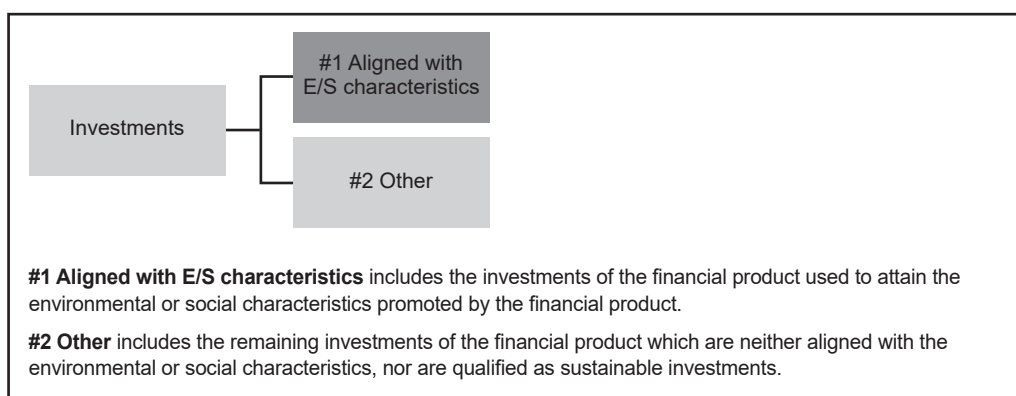 #1 Aligned with
E/S characteristics
Investments
#2 Other
#1 Aligned with E/S characteristics includes the investments of the financial product used to attain the
environmental or social characteristics promoted by the financial product.
#2 Other includes the remaining investments of the financial product which are neither aligned with the
environmental or social characteristics, nor are qualified as sustainable investments.